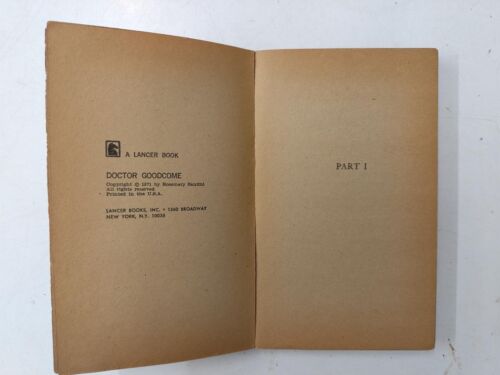 A LANCER BOOK
DOCTOR GOODCOME
Copyright © 1971 by Rosemary
All rights reserved
Printed in the U.S.A.
LANCER BOOKS, INC. • 1560 BROADWAY
NEW YORK, N.Y. 10036
PART I